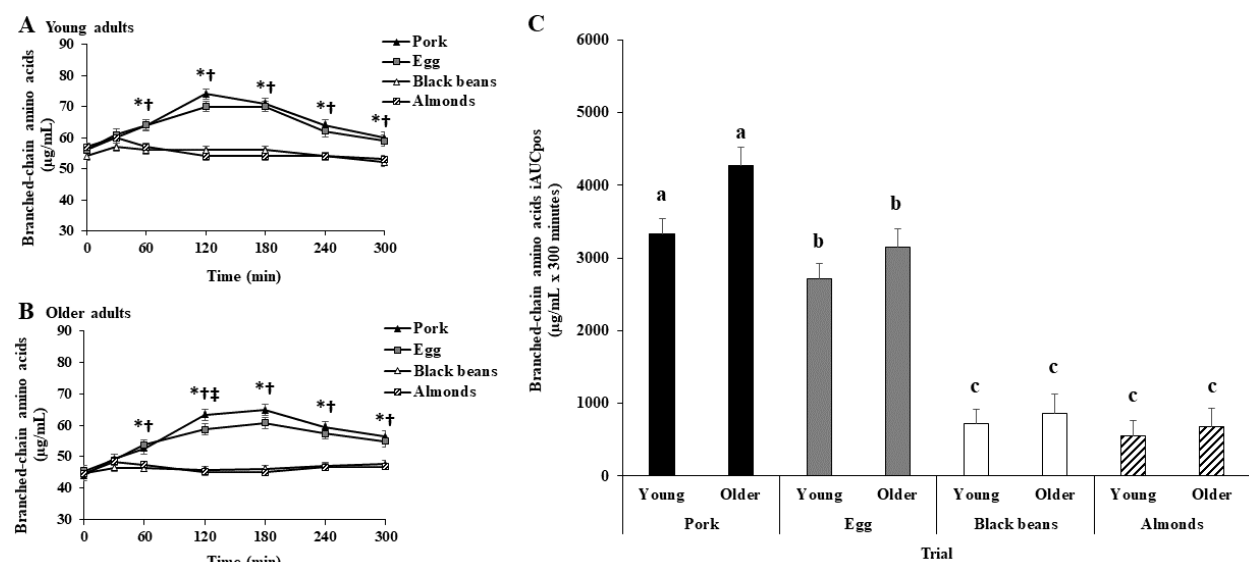 A Young adults
Branched-chain amino acids
(µg/mL)
90
80
70
60
50
40
30
*†
*†
*†
*†
*†
Pork
Egg
Black beans
Almonds
0 60 120 180 240 300
Time (min)
B Older adults
Branched-chain amino acids
(µg/mL)
90
80
70
60
50
40
30
*†
*†‡
*†
*†
*†
Pork
Egg
Black beans
Almonds
0 60 120 180 240 300
Time (min)
C
Branched-chain amino acids iAUCpos
(µg/mL x 300 minutes)
6000
5000
4000
3000
2000
1000
0
a a b b c c c c
Young Older Young Older Young Older Young Older
Pork Egg Black beans Almonds
Trial